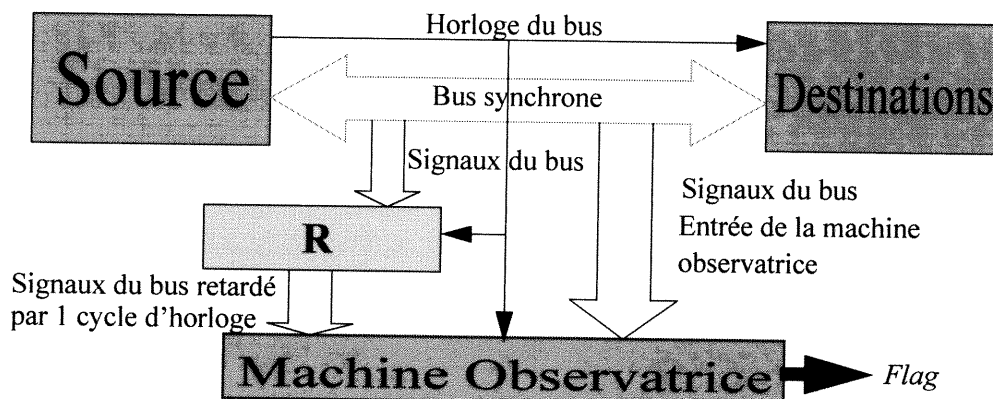 Horloge du bus
Source
Bus synchrone
Destinations
Signaux du bus
Signaux du bus
Entrée de la machine
observatrice
R
Signaux du bus retardé
par 1 cycle d'horloge
Machine Observatrice
Flag